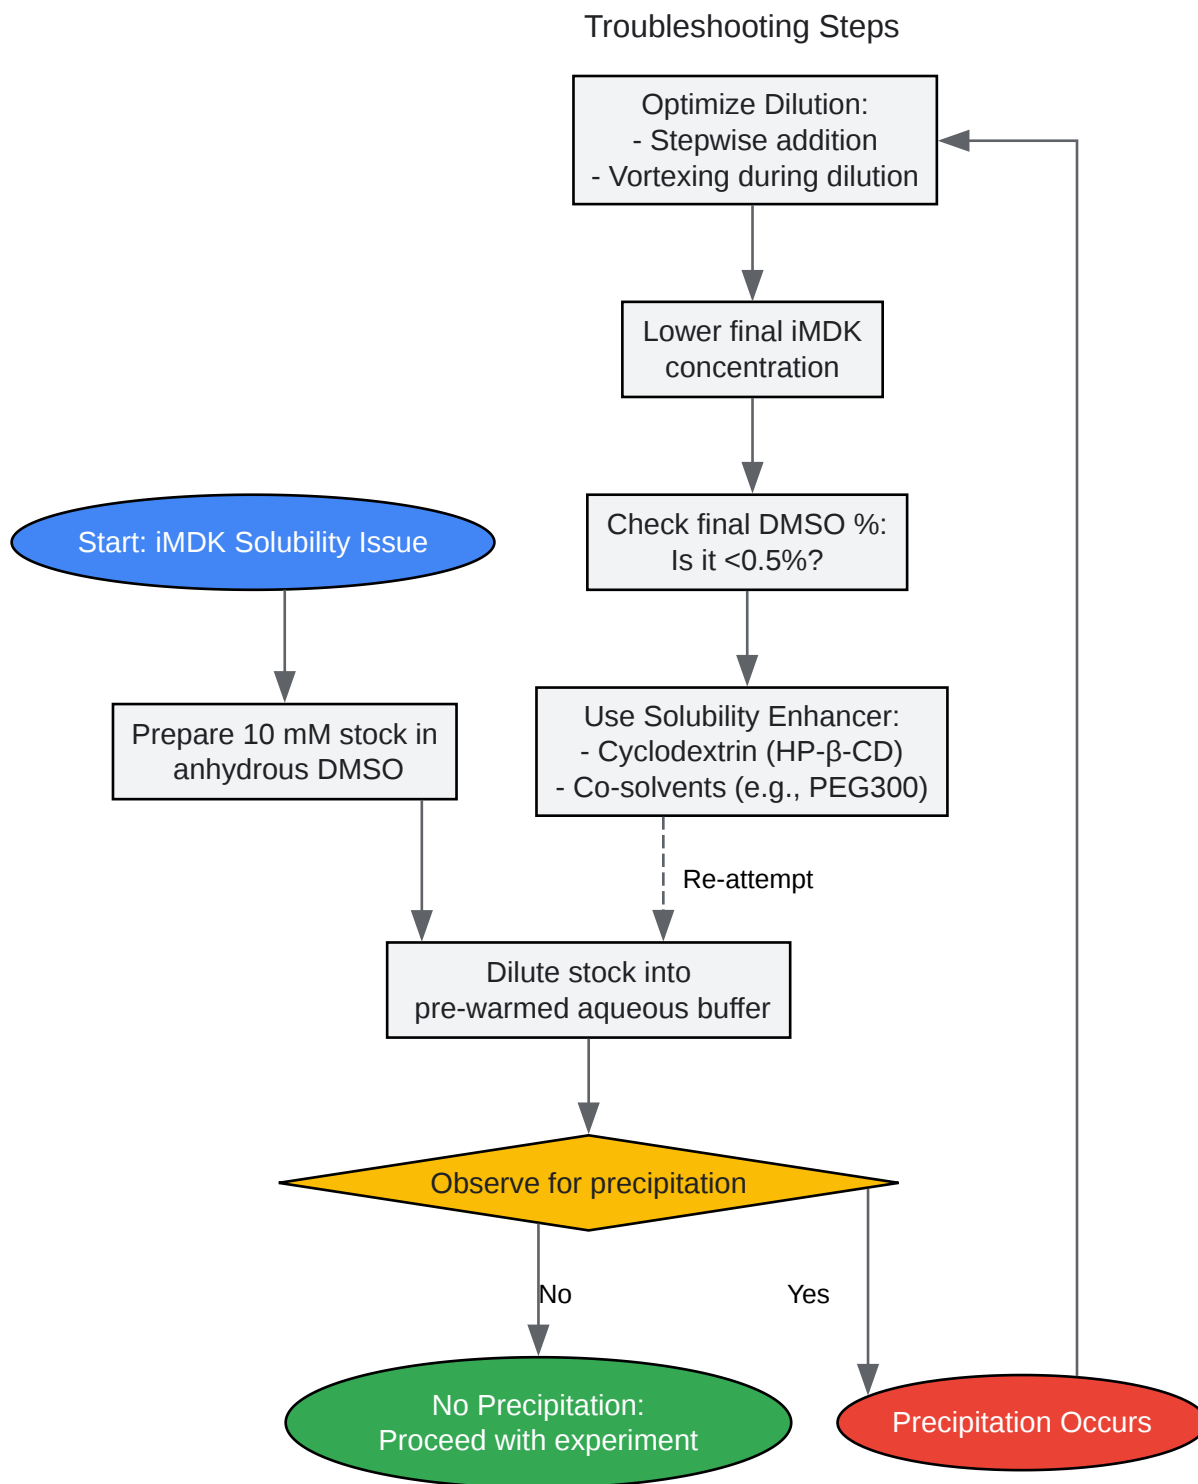 Troubleshooting Steps
Optimize Dilution:
- Stepwise addition
- Vortexing during dilution
Lower final iMDK
concentration
Check final DMSO %:
Is it <0.5%?
Start: iMDK Solubility Issue
Use Solubility Enhancer:
- Cyclodextrin (HP-β-CD)
- Co-solvents (e.g., PEG300)
Prepare 10 mM stock in
anhydrous DMSO
Re-attempt
Dilute stock into
pre-warmed aqueous buffer
Observe for precipitation
No
Yes
No Precipitation:
Proceed with experiment
Precipitation Occurs